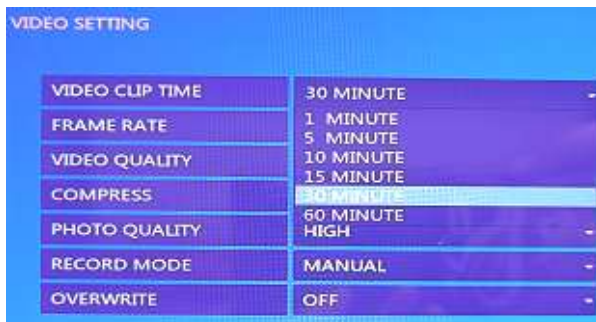 VIDEO SETTING
VIDEO CLIP TIME 30 MINUTE
FRAME RATE
1 MINUTE
5 MINUTE
VIDEO QUALITY
10 MINUTE
15 MINUTE
COMPRESS
30 MINUTE
60 MINUTE
PHOTO QUALITY HIGH
RECORD MODE MANUAL
OVERWRITE OFF